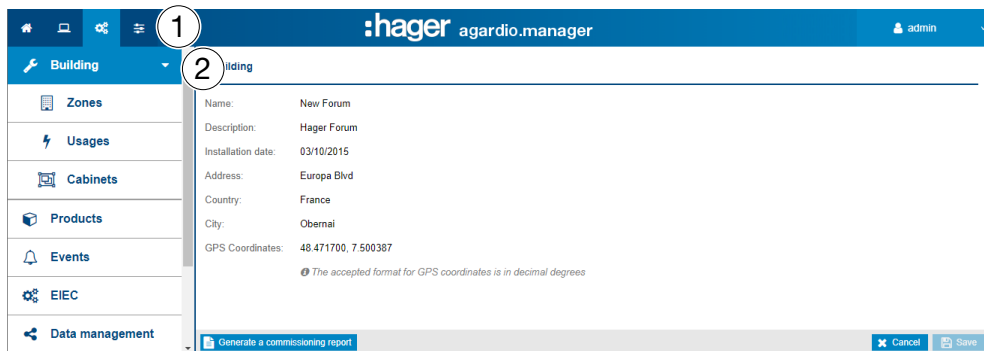 1
:hager agardio.manager
admin
Building
2
ilding
Zones
Usages
Cabinets
Products
Events
EIEC
Data management
Name: New Forum
Description: Hager Forum
Installation date: 03/10/2015
Address: Europa Blvd
Country: France
City: Obernai
GPS Coordinates: 48.471700, 7.500387
The accepted format for GPS coordinates is in decimal degrees
Generate a commissioning report
Cancel
Save